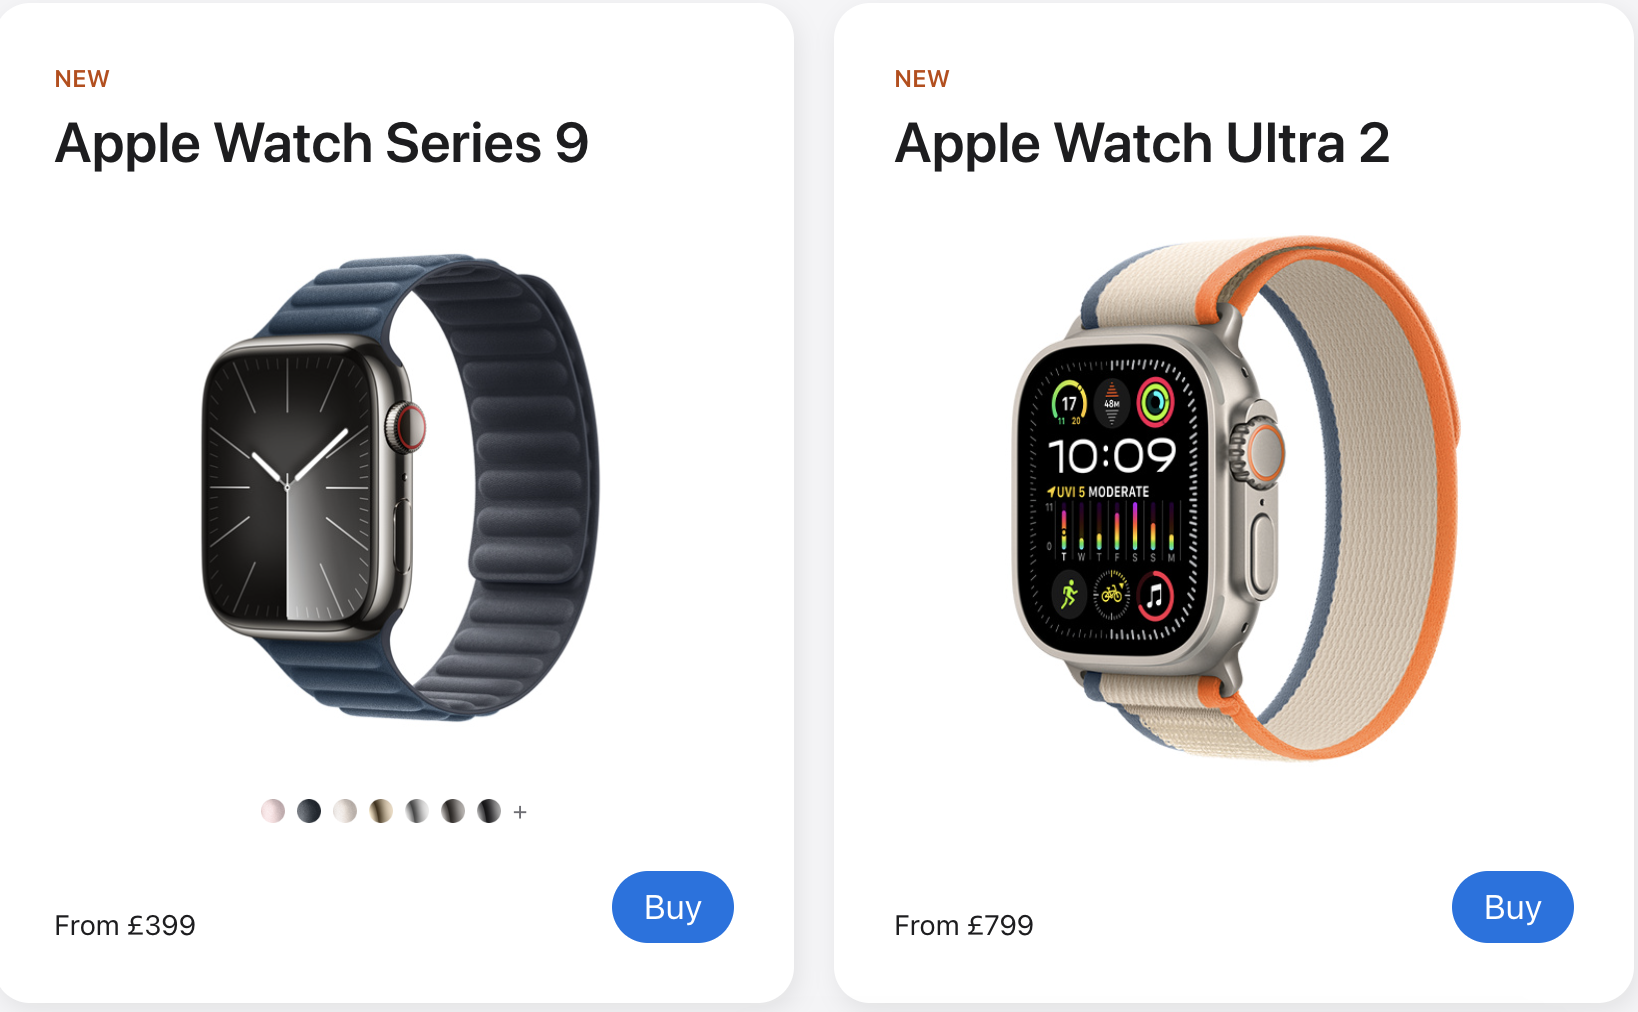 NEW
Apple Watch Series 9
+
From £399
Buy
NEW
Apple Watch Ultra 2
17
11 20
48M
10:09
UVI 5 MODERATE
11
0
T W T F S S M
From £799
Buy